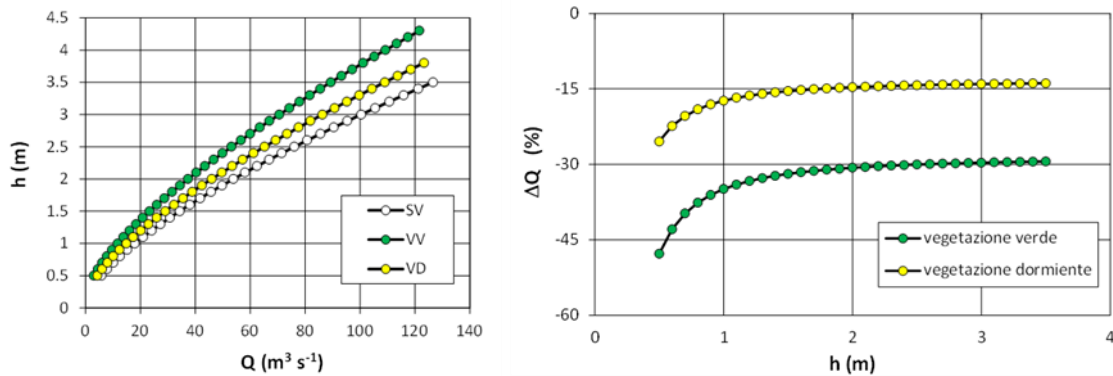 4.5
4
3.5
3
2.5
2
1.5
1
0.5
0
h (m)
0 20 40 60 80 100 120 140
Q (m³ s⁻¹)
SV
VV
VD
0
-15
-30
-45
-60
ΔQ (%)
0 1 2 3 4
h (m)
vegetazione verde
vegetazione dormiente